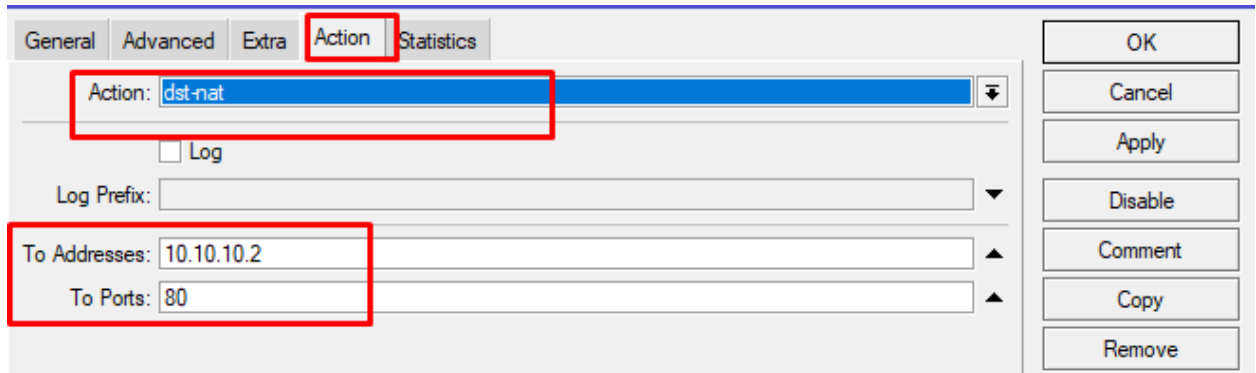 General Advanced Extra Action Statistics
Action: dst-nat
Log
Log Prefix:
To Addresses: 10.10.10.2
To Ports: 80
OK
Cancel
Apply
Disable
Comment
Copy
Remove